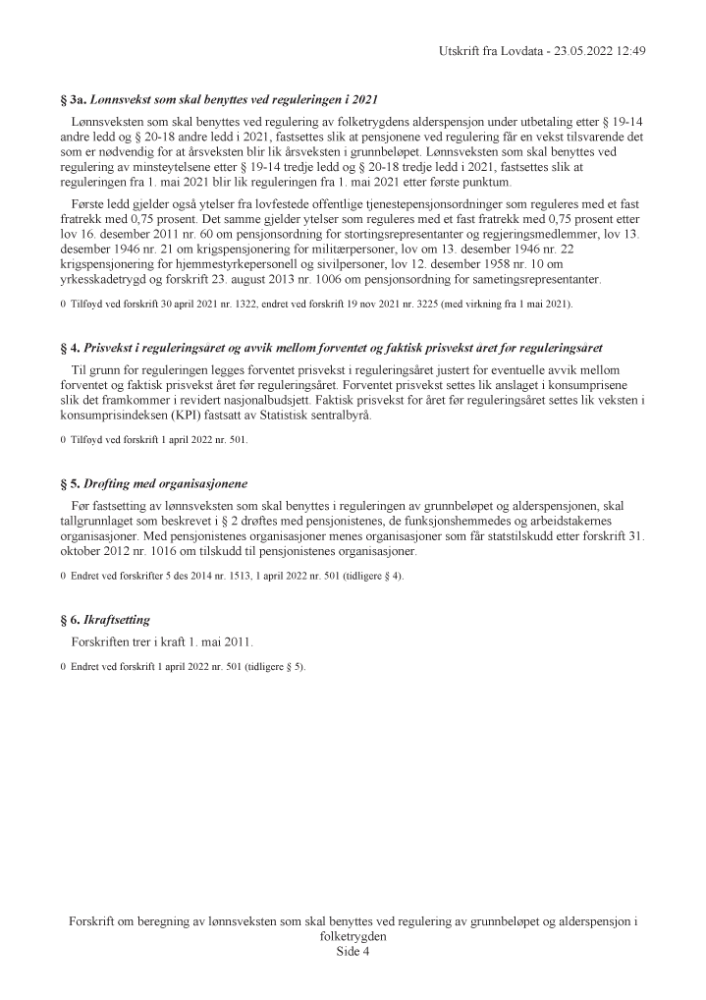 Utskrift fra Lovdata - 23.05.2022 12:49
§ 3a. Lønnsvekst som skal benyttes ved reguleringen i 2021
Lønnsveksten som skal benyttes ved regulering av folketrygdens alderspensjon under utbetaling etter § 19-14
andre ledd og § 20-18 andre ledd i 2021, fastsettes slik at pensjonene ved regulering får en vekst tilsvarende det
som er nødvendig for at årsveksten blir lik årsveksten i grunnbeløpet. Lønnsveksten som skal benyttes ved
regulering av minsteytelsene etter § 19-14 tredje ledd og § 20-18 tredje ledd i 2021, fastsettes slik at
reguleringen fra 1. mai 2021 blir lik reguleringen fra 1. mai 2021 etter første punktum.
Første ledd gjelder også ytelser fra lovfestede offentlige tjenestepensjonsordninger som reguleres med et fast
fratrekk med 0,75 prosent. Det samme gjelder ytelser som reguleres med et fast fratrekk med 0,75 prosent etter
lov 16. desember 2011 nr. 60 om pensjonsordning for stortingsrepresentanter og regjeringsmedlemmer, lov 13.
desember 1946 nr. 21 om krigspensjonering for militærpersoner, lov om 13. desember 1946 nr. 22
krigspensjonering for hjemmestyrkepersonell og sivilpersoner, lov 12. desember 1958 nr. 10 om
yrkesskadetrygd og forskrift 23. august 2013 nr. 1006 om pensjonsordning for sametingsrepresentanter.
0 Tilføyd ved forskrift 30 april 2021 nr. 1322, endret ved forskrift 19 nov 2021 nr. 3225 (med virkning fra 1 mai 2021).
§ 4. Prisvekst i reguleringsåret og avvik mellom forventet og faktisk prisvekst året før reguleringsåret
Til grunn for reguleringen legges forventet prisvekst i reguleringsåret justert for eventuelle avvik mellom
forventet og faktisk prisvekst året før reguleringsåret. Forventet prisvekst settes lik anslaget i konsumprisene
slik det framkommer i revidert nasjonalbudsjett. Faktisk prisvekst for året før reguleringsåret settes lik veksten i
konsumprisindeksen (KPI) fastsatt av Statistisk sentralbyrå.
0 Tilføyd ved forskrift 1 april 2022 nr. 501.
§ 5. Drøfting med organisasjonene
Før fastsetting av lønnsveksten som skal benyttes i reguleringen av grunnbeløpet og alderspensjonen, skal
tallgrunnlaget som beskrevet i § 2 drøftes med pensjonistenes, de funksjonshemmedes og arbeidstakernes
organisasjoner. Med pensjonistenes organisasjoner menes organisasjoner som får statstilskudd etter forskrift 31.
oktober 2012 nr. 1016 om tilskudd til pensjonistenes organisasjoner.
0 Endret ved forskrifter 5 des 2014 nr. 1513, 1 april 2022 nr. 501 (tidligere § 4).
§ 6. Ikraftsetting
Forskriften trer i kraft 1. mai 2011.
0 Endret ved forskrift 1 april 2022 nr. 501 (tidligere § 5).
Forskrift om beregning av lønnsveksten som skal benyttes ved regulering av grunnbeløpet og alderspensjon i
folketrygden
Side 4